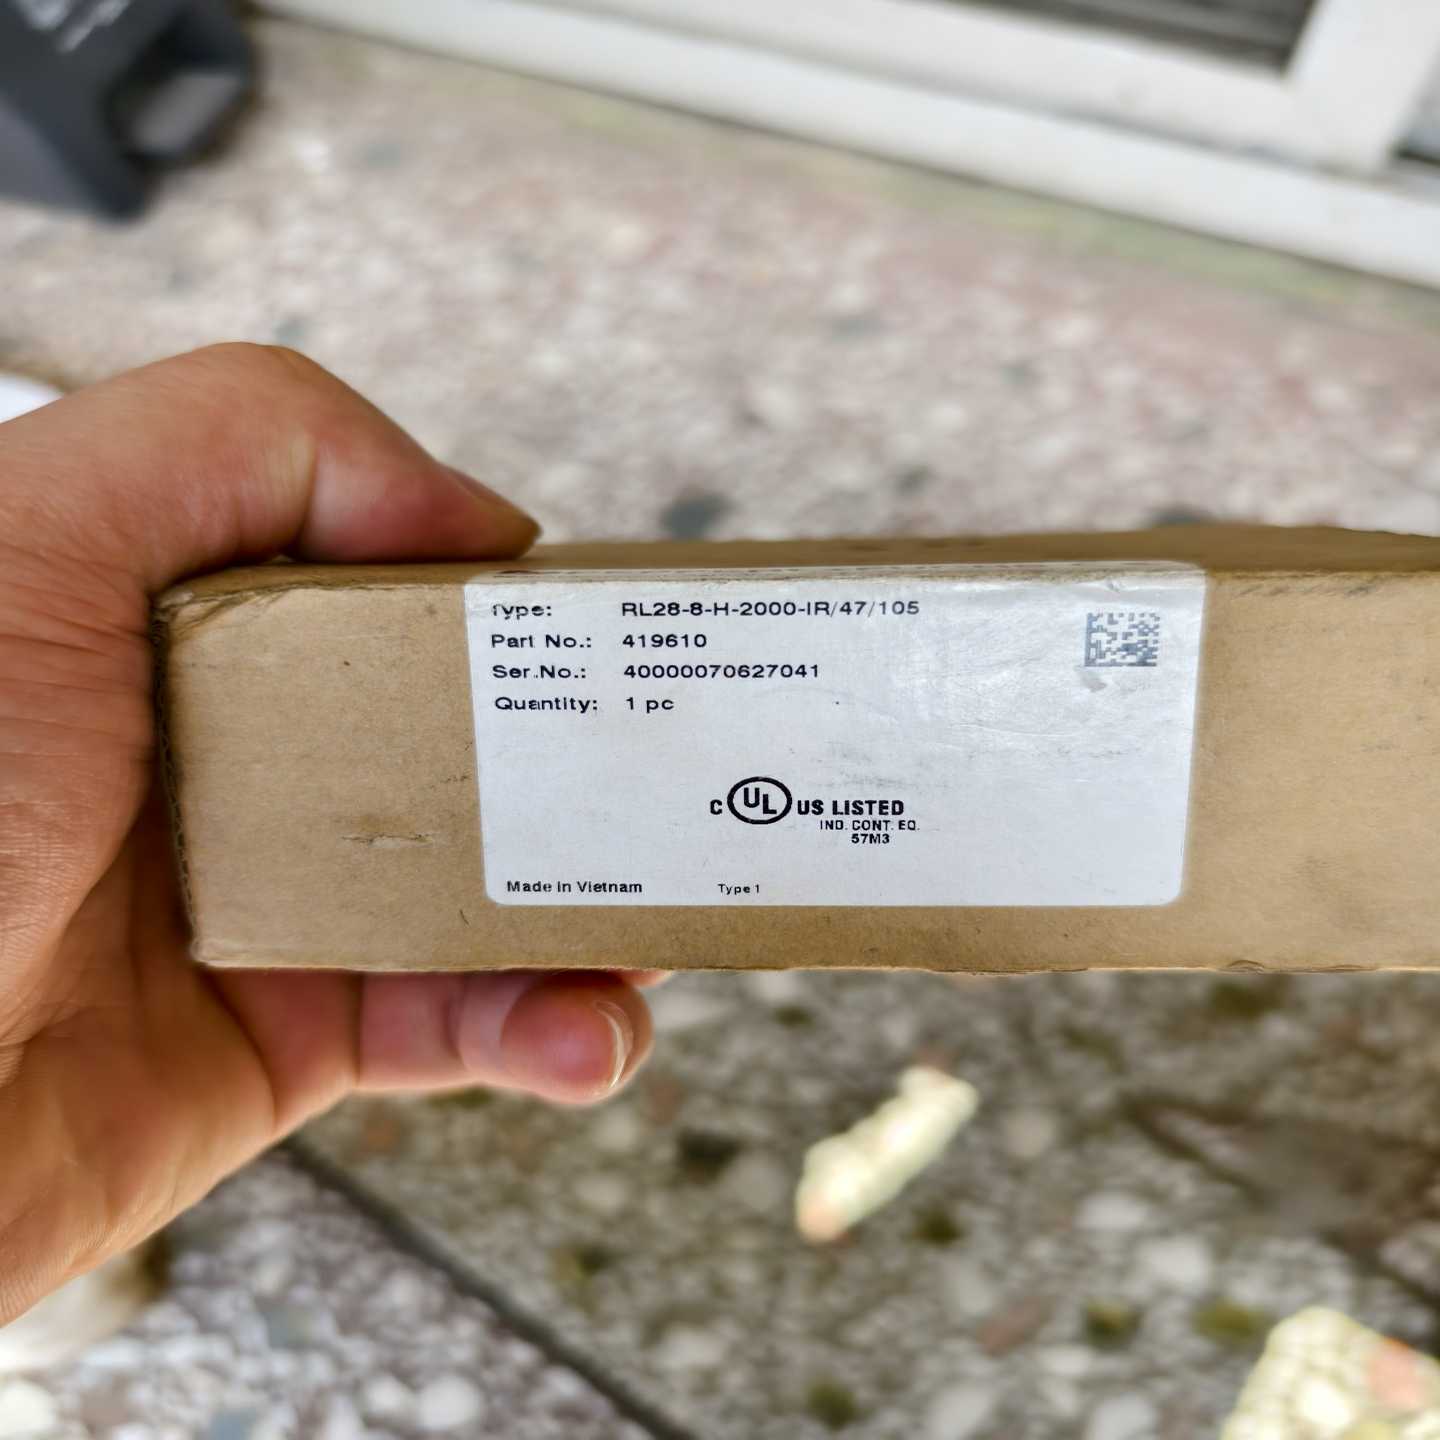 Type: RL28-8-H-2000-IR/47/105
Part No.: 419610
Ser.No.: 40000070627041
Quantity: 1 pc
C UL US LISTED
IND. CONT. EQ.
57M3
Made in Vietnam Type 1